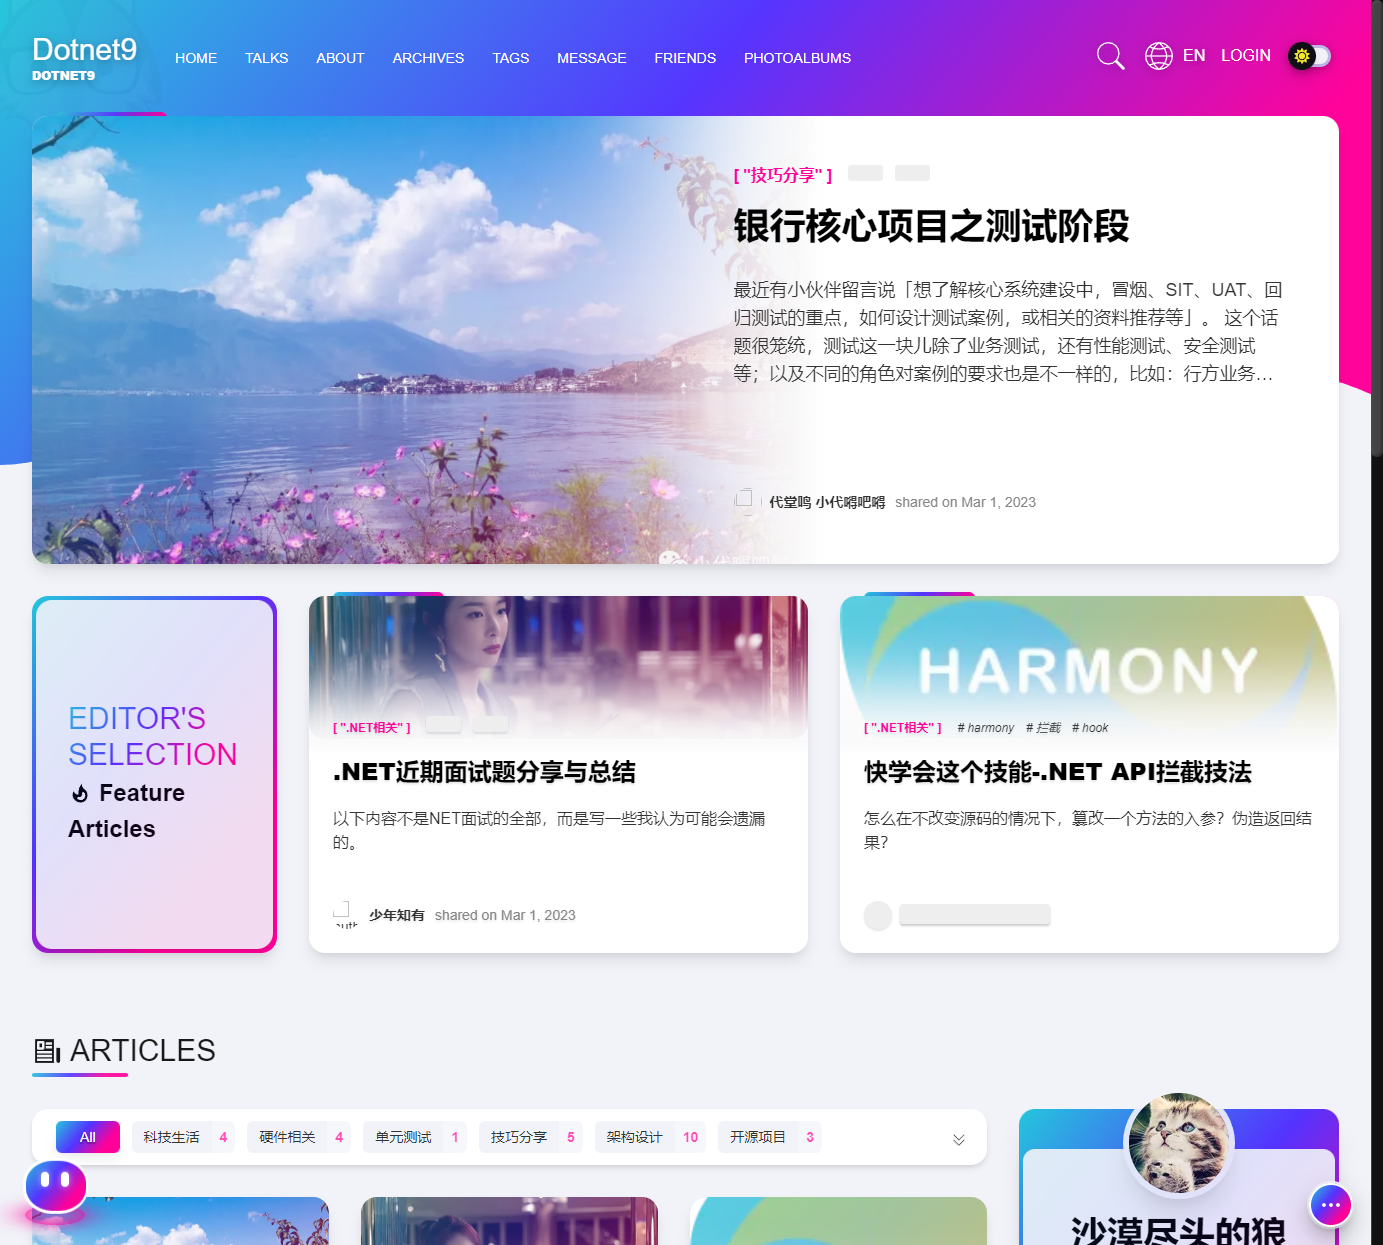 Dotnet9
DOTNET9
HOME TALKS ABOUT ARCHIVES TAGS MESSAGE FRIENDS PHOTOALBUMS
EN LOGIN
[ "技巧分享" ]
银行核心项目之测试阶段
最近有小伙伴留言说「想了解核心系统建设中，冒烟、SIT、UAT、回
归测试的重点，如何设计测试案例，或相关的资料推荐等」。 这个话
题很笼统，测试这一块儿除了业务测试，还有性能测试、安全测试
等；以及不同的角色对案例的要求也是不一样的，比如：行方业务...
代堂鸣 小代嘚吧嘚 shared on Mar 1, 2023
EDITOR'S
SELECTION
Feature
Articles
[ ".NET相关" ]
.NET近期面试题分享与总结
以下内容不是NET面试的全部，而是写一些我认为可能会遗漏
的。
少年知有 shared on Mar 1, 2023
HARMONY
[ ".NET相关" ] # harmony # 拦截 # hook
快学会这个技能-.NET API拦截技法
怎么在不改变源码的情况下，篡改一个方法的入参？伪造返回结
果？
ARTICLES
All 科技生活 4 硬件相关 4 单元测试 1 技巧分享 5 架构设计 10 开源项目 3
沙漠尽头的狼